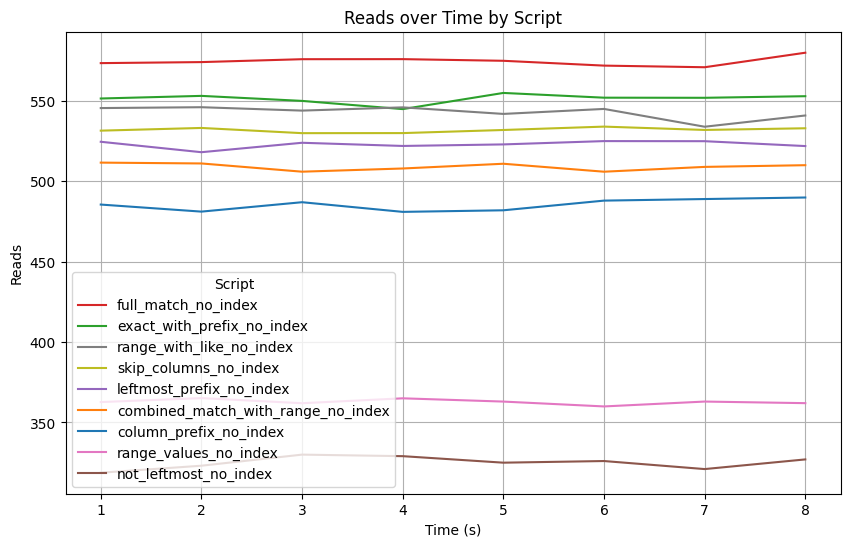 Reads over Time by Script
Reads
550
500
450
400
350
Script
full_match_no_index
exact_with_prefix_no_index
range_with_like_no_index
skip_columns_no_index
leftmost_prefix_no_index
combined_match_with_range_no_index
column_prefix_no_index
range_values_no_index
not_leftmost_no_index
1 2 3 4 5 6 7 8
Time (s)